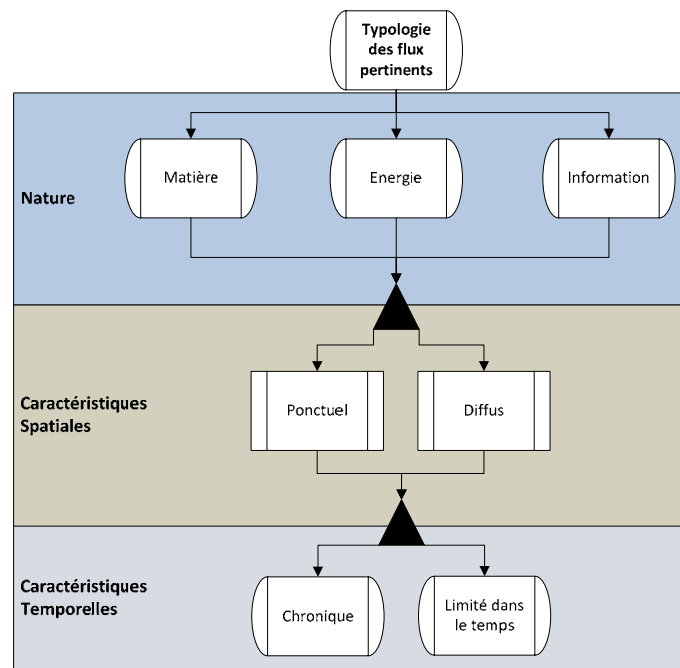 Typologie
des flux
pertinents
Nature
Matière
Energie
Information
Caractéristiques
Spatiales
Ponctuel
Diffus
Caractéristiques
Temporelles
Chronique
Limité dans
le temps